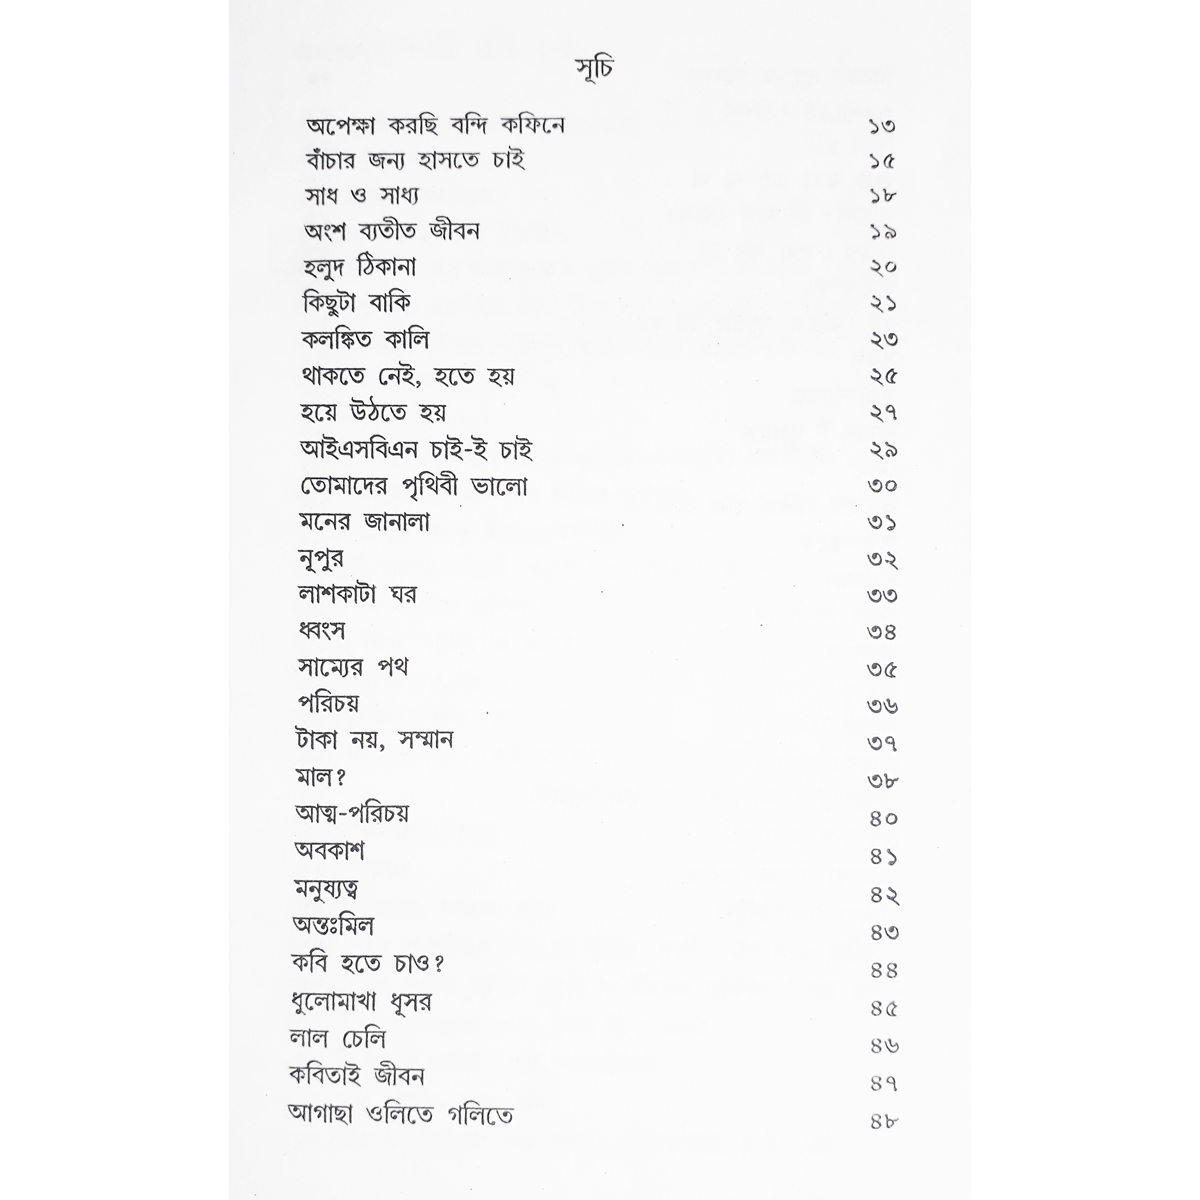 সূচি
অপেক্ষা করছি বন্দি কফিনে ১৩
বাঁচার জন্য হাসতে চাই ১৫
সাধ ও সাধ্য ১৮
অংশ ব্যতীত জীবন ১৯
হলুদ ঠিকানা ২০
কিছুটা বাকি ২১
কলঙ্কিত কালি ২৩
থাকতে নেই, হতে হয় ২৫
হয়ে উঠতে হয় ২৭
আইএসবিএন চাই-ই চাই ২৯
তোমাদের পৃথিবী ভালো ৩০
মনের জানালা ৩১
নূপুর ৩২
লাশকাটা ঘর ৩৩
ধ্বংস ৩৪
সাম্যের পথ ৩৫
পরিচয় ৩৬
টাকা নয়, সম্মান ৩৭
মাল? ৩৮
আত্ম-পরিচয় ৪০
অবকাশ ৪১
মনুষ্যত্ব ৪২
অন্তঃমিল ৪৩
কবি হতে চাও? ৪৪
ধুলোমাখা ধূসর ৪৫
লাল চেলি ৪৬
কবিতাই জীবন ৪৭
আগাছা ওলিতে গলিতে ৪৮